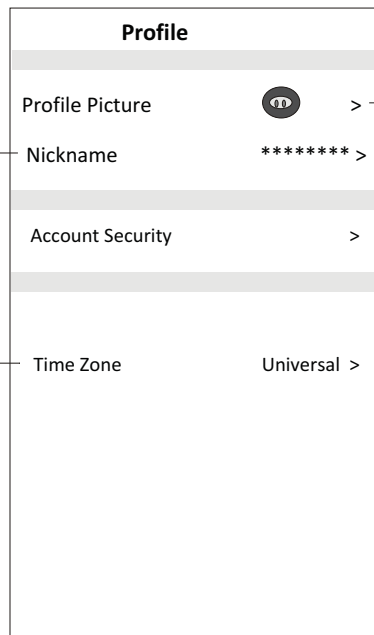 Profile
Profile Picture >
Nickname ******** >
Account Security >
Time Zone Universal >